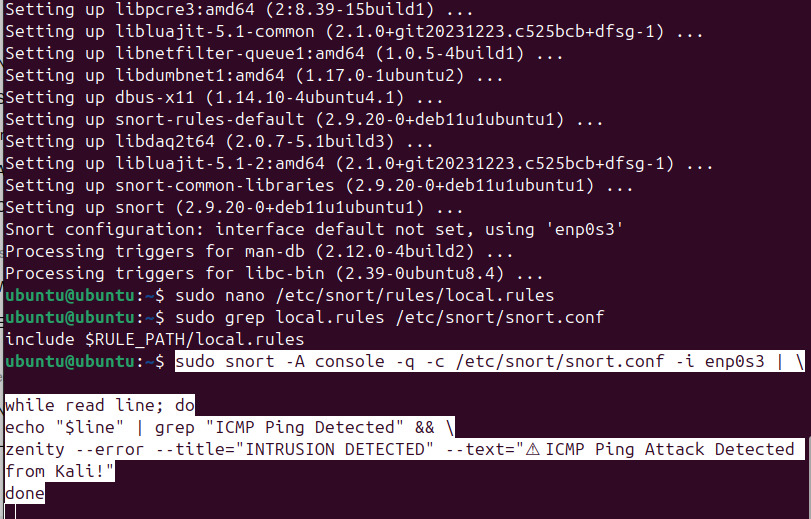 Setting up libpcre3:amd64 (2:8.39-15build1) ...
Setting up libluajit-5.1-common (2.1.0+git20231223.c525bcb+dfsg-1) ...
Setting up libnetfilter-queue1:amd64 (1.0.5-4build1) ...
Setting up libdumbnet1:amd64 (1.17.0-1ubuntu2) ...
Setting up dbus-x11 (1.14.10-4ubuntu4.1) ...
Setting up snort-rules-default (2.9.20-0+deb11u1ubuntu1) ...
Setting up libdaq2t64 (2.0.7-5.1build3) ...
Setting up libluajit-5.1-2:amd64 (2.1.0+git20231223.c525bcb+dfsg-1) ...
Setting up snort-common-libraries (2.9.20-0+deb11u1ubuntu1) ...
Setting up snort (2.9.20-0+deb11u1ubuntu1) ...
Snort configuration: interface default not set, using 'enp0s3'
Processing triggers for man-db (2.12.0-4build2) ...
Processing triggers for libc-bin (2.39-0ubuntu8.4) ...
ubuntu@ubuntu:~$ sudo nano /etc/snort/rules/local.rules
ubuntu@ubuntu:~$ sudo grep local.rules /etc/snort/snort.conf
include $RULE_PATH/local.rules
ubuntu@ubuntu:~$ sudo snort -A console -q -c /etc/snort/snort.conf -i enp0s3 | \
while read line; do
echo "$line" | grep "ICMP Ping Detected" && \
zenity --error --title="INTRUSION DETECTED" --text="⚠ ICMP Ping Attack Detected
from Kali!"
done